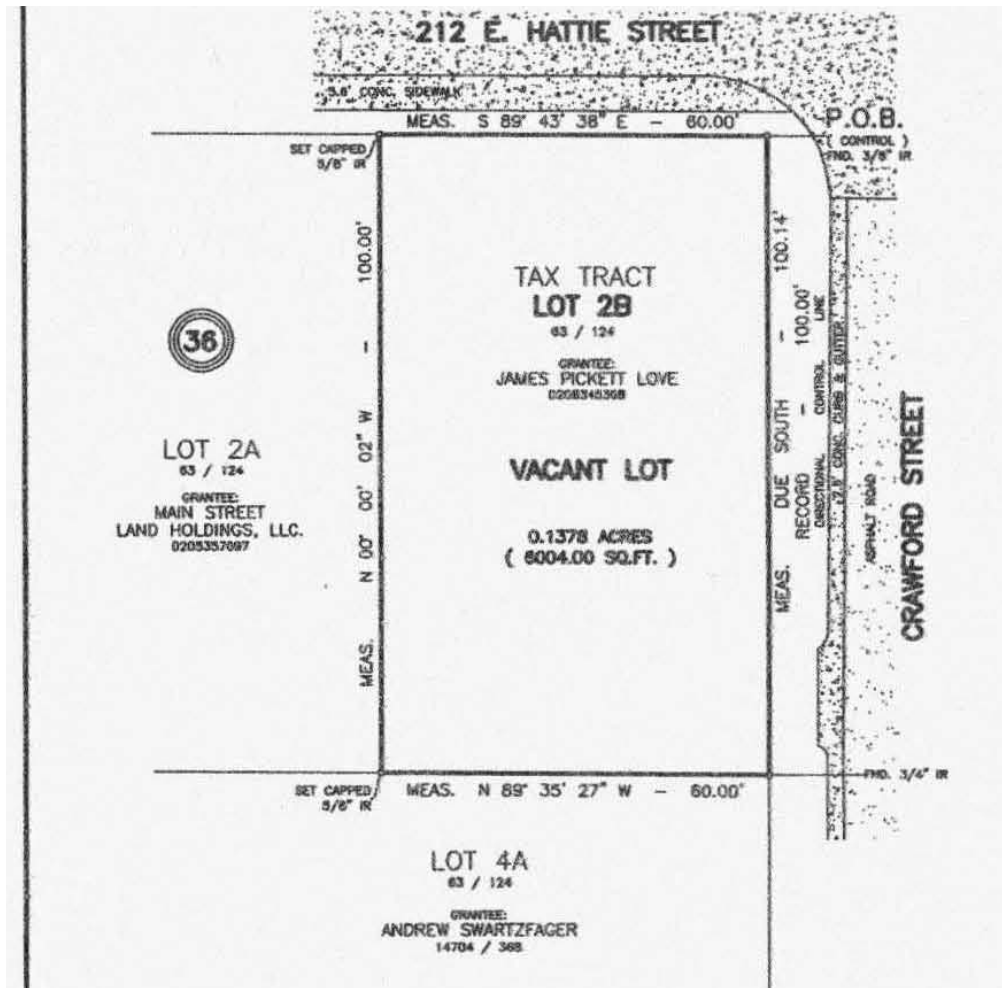 212 E. HATTIE STREET
5.6' CONC. SIDEWALK
MEAS. S 89° 43' 38" E - 60.00'
P.O.B.
( CONTROL )
FND. 3/8" IR
SET CAPPED
5/8" IR
MEAS. N 00° 00' 02" W - 100.00'
TAX TRACT
LOT 2B
63 / 124
GRANTEE:
JAMES PICKETT LOVE
0208345308
VACANT LOT
0.1378 ACRES
( 6004.00 SQ.FT. )
MEAS. DUE SOUTH - 100.14'
RECORD - 100.00'
DIRECTIONAL CONTROL LINE
CONC. CURB & GUTTER
ASPHALT ROAD
CRAWFORD STREET
36
LOT 2A
63 / 124
GRANTEE:
MAIN STREET
LAND HOLDINGS, LLC.
0205357097
SET CAPPED
5/8" IR
MEAS. N 89° 35' 27" W - 60.00'
FND. 3/4" IR
LOT 4A
63 / 124
GRANTEE:
ANDREW SWARTZFAGER
14704 / 368